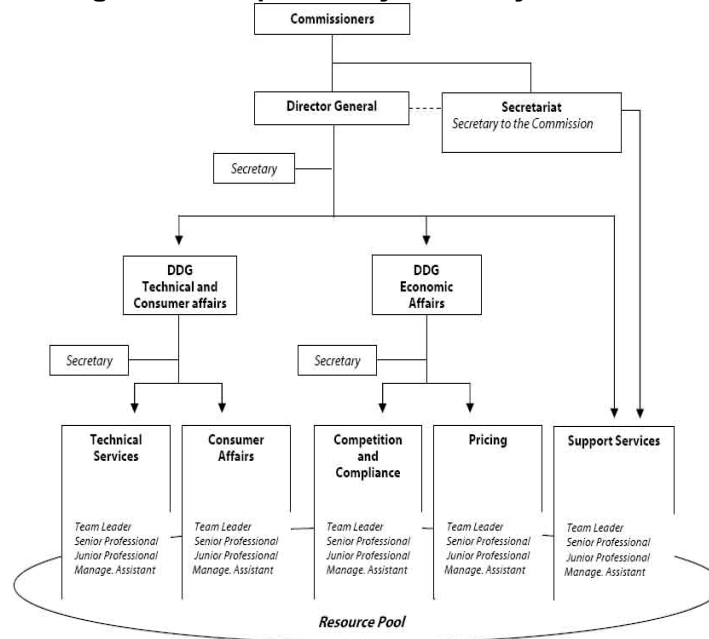 Commissioners
Director General
Secretariat
Secretary to the Commission
Secretary
DDG
Technical and
Consumer affairs
DDG
Economic
Affairs
Secretary
Secretary
Technical
Services
Consumer
Affairs
Competition
and
Compliance
Pricing
Support Services
Team Leader
Senior Professional
Junior Professional
Manage. Assistant
Team Leader
Senior Professional
Junior Professional
Manage. Assistant
Team Leader
Senior Professional
Junior Professional
Manage. Assistant
Team Leader
Senior Professional
Junior Professional
Manage. Assistant
Team Leader
Senior Professional
Junior Professional
Manage. Assistant
Resource Pool